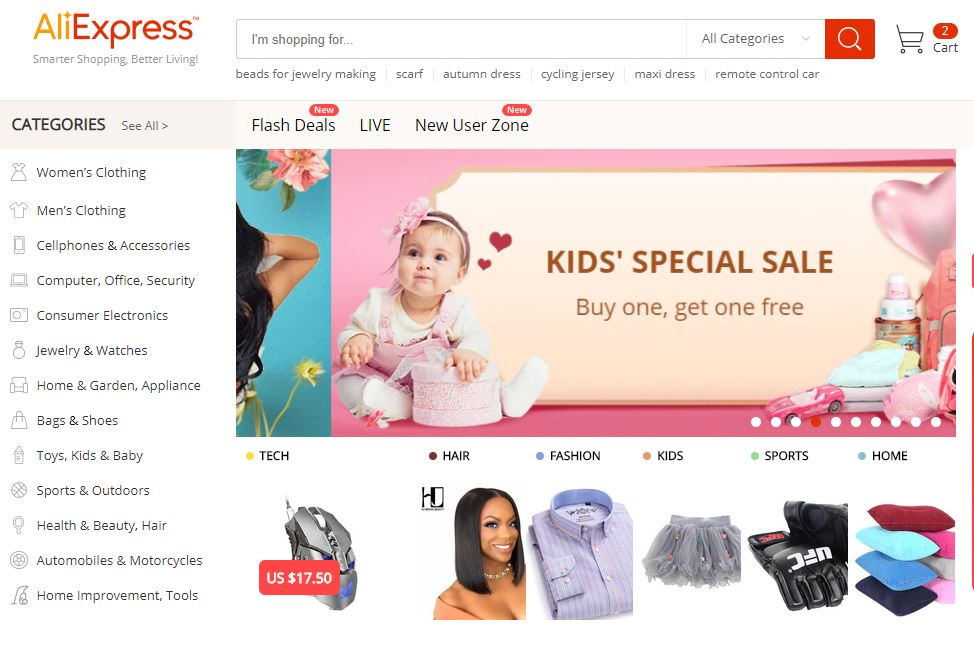 AliExpress™
Smarter Shopping, Better Living!
I'm shopping for...
All Categories
2
Cart
beads for jewelry making
scarf
autumn dress
cycling jersey
maxi dress
remote control car
CATEGORIES See All >
New
Flash Deals
LIVE
New
New User Zone
Women's Clothing
Men's Clothing
Cellphones & Accessories
Computer, Office, Security
Consumer Electronics
Jewelry & Watches
Home & Garden, Appliance
Bags & Shoes
Toys, Kids & Baby
Sports & Outdoors
Health & Beauty, Hair
Automobiles & Motorcycles
Home Improvement, Tools
KIDS' SPECIAL SALE
Buy one, get one free
TECH
HAIR
FASHION
KIDS
SPORTS
HOME
US $17.50
UFC